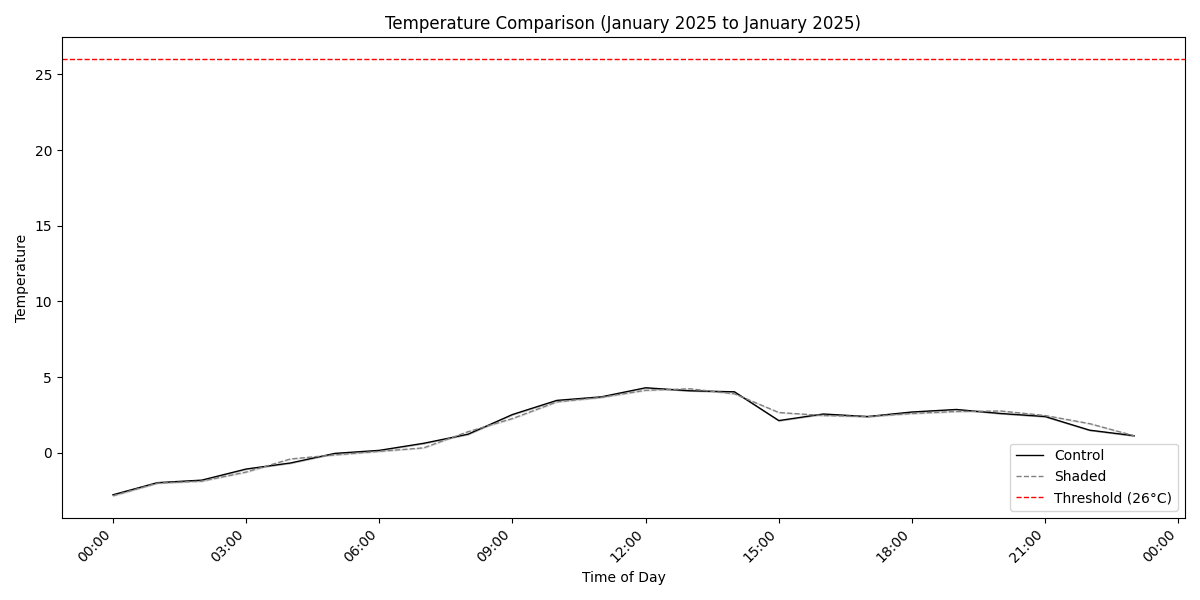 Temperature Comparison (January 2025 to January 2025)
Temperature
25
20
15
10
5
0
00:00
03:00
06:00
09:00
12:00
15:00
18:00
21:00
00:00
Time of Day
Control
Shaded
Threshold (26°C)